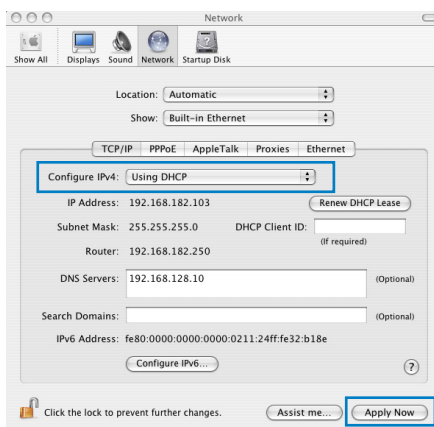 Network
Show All Displays Sound Network Startup Disk
Location: Automatic
Show: Built-in Ethernet
TCP/IP PPPoE AppleTalk Proxies Ethernet
Configure IPv4: Using DHCP
IP Address: 192.168.182.103 Renew DHCP Lease
Subnet Mask: 255.255.255.0 DHCP Client ID:
(If required)
Router: 192.168.182.250
DNS Servers: 192.168.128.10 (Optional)
Search Domains: (Optional)
IPv6 Address: fe80:0000:0000:0000:0211:24ff:fe32:b18e
Configure IPv6...
?
Click the lock to prevent further changes. Assist me... Apply Now